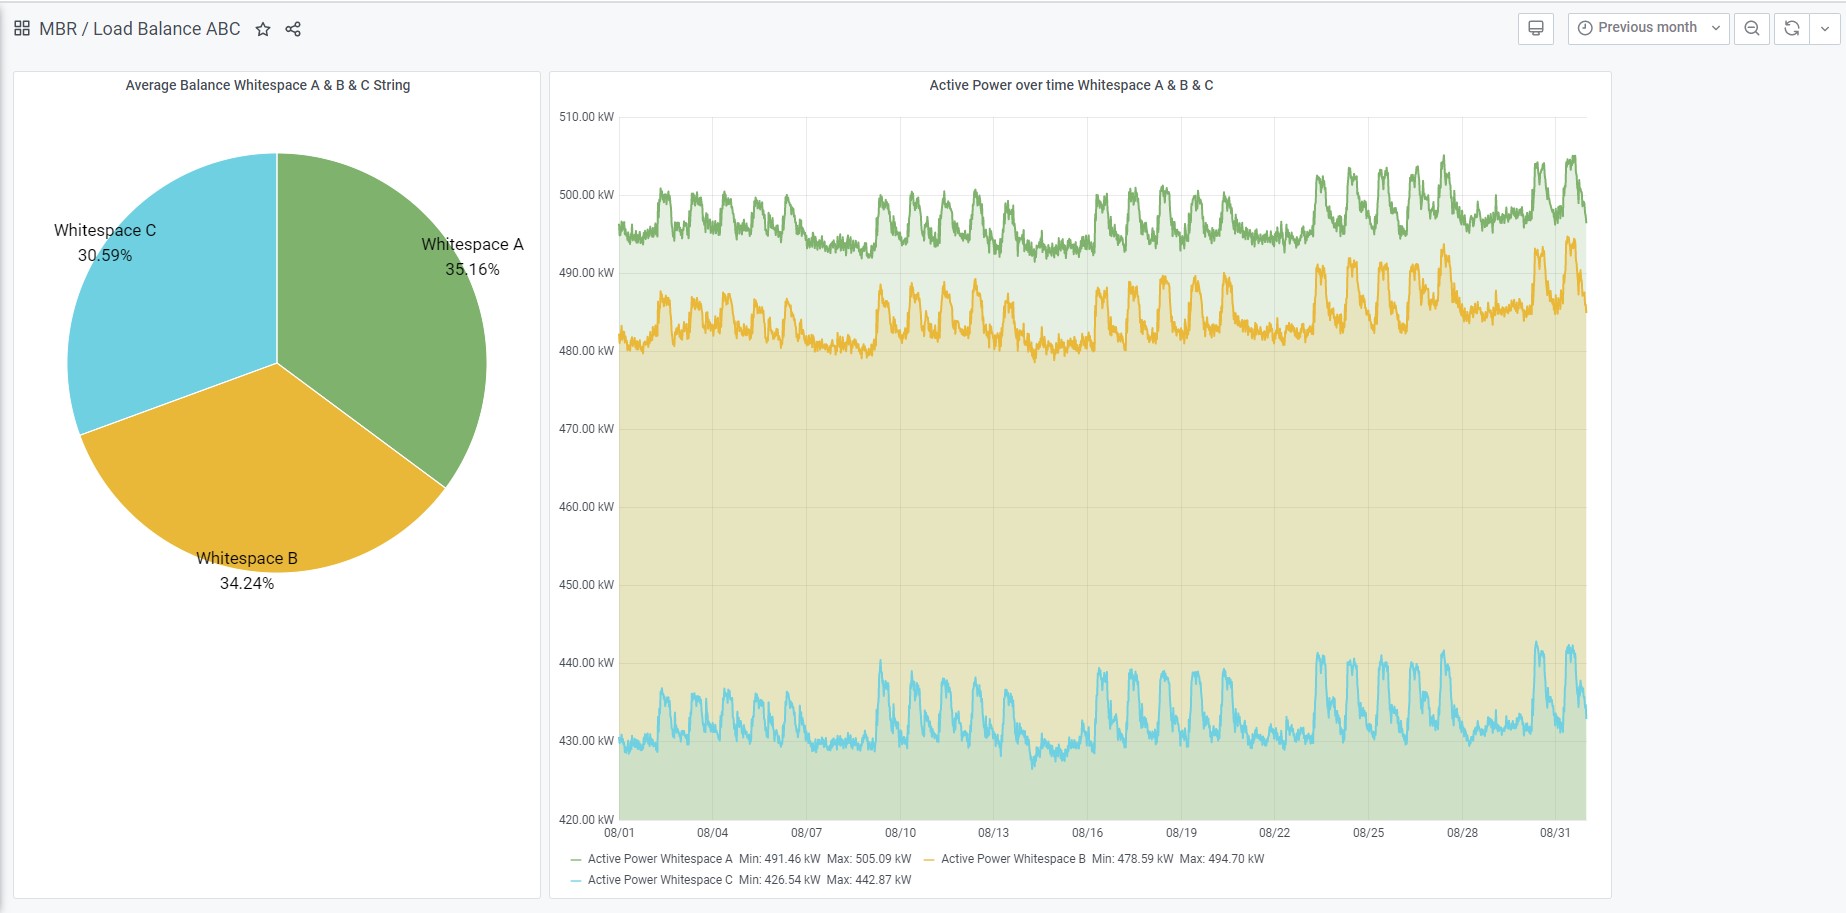 MBR / Load Balance ABC
Previous month
Average Balance Whitespace A & B & C String
Whitespace C
30.59%
Whitespace A
35.16%
Whitespace B
34.24%
Active Power over time Whitespace A & B & C
510.00 kW
500.00 kW
490.00 kW
480.00 kW
470.00 kW
460.00 kW
450.00 kW
440.00 kW
430.00 kW
420.00 kW
08/01 08/04 08/07 08/10 08/13 08/16 08/19 08/22 08/25 08/28 08/31
Active Power Whitespace A Min: 491.46 kW Max: 505.09 kW Active Power Whitespace B Min: 478.59 kW Max: 494.70 kW
Active Power Whitespace C Min: 426.54 kW Max: 442.87 kW